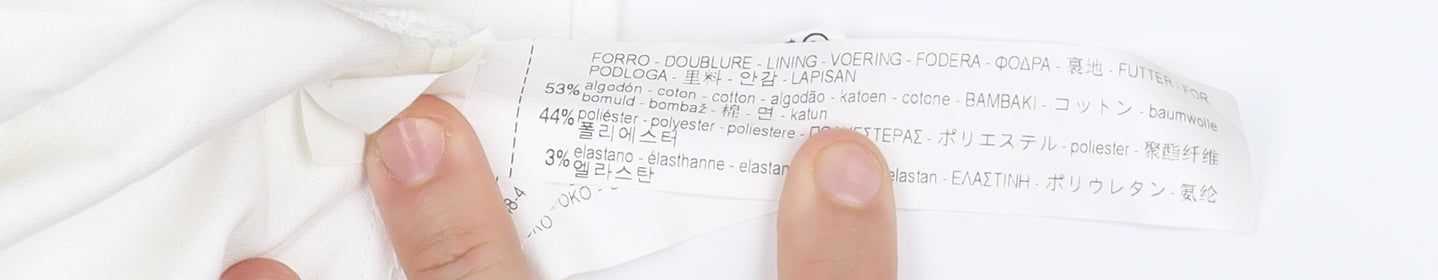 FORRO - DOUBLURE - LINING - VOERING - FODERA - ΦΟΔΡΑ - 裏地 - FUTTER - FOR
PODLOGA - 里料 - 안감 - LAPISAN
53% algodón - coton - cotton - algodão - katoen - cotone - BAMBAKI - コットン - baumwolle
bomuld - bombaž - 棉 - 면 - katun
44% poliéster - polyester - poliestere - - ポリエステル - poliester - 聚酯纤维
폴리에스터
3% elastano - élasthanne - elastan - ΕΛΑΣΤΙΝΗ - ポリウレタン - 氨纶
엘라스탄